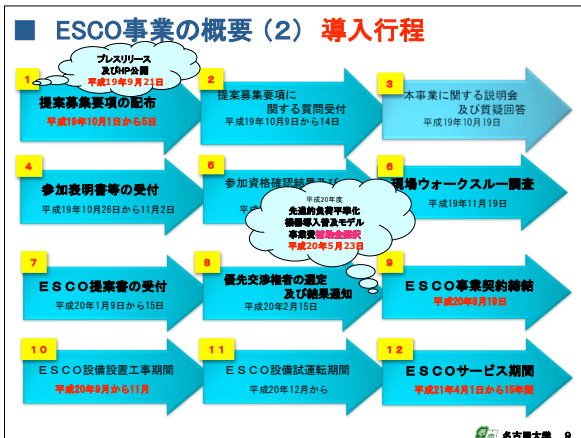 ■ ESCO事業の概要（2） 導入行程
プレスリリース
及びHP公開
平成19年9月21日
1
提案募集要項の配布
平成19年10月1日から5日
2
提案募集要項に
関する質問受付
平成19年10月9日から14日
3
本事業に関する説明会
及び質疑回答
平成19年10月19日
4
参加表明書等の受付
平成19年10月26日から11月2日
5
参加資格確認結果及び
6
現場ウォークスルー調査
平成19年11月19日
平成20年度
先進的負荷平準化
機器導入普及モデル
事業費補助金採択
平成20年5月23日
7
ESCO提案書の受付
平成20年1月9日から15日
8
優先交渉権者の選定
及び結果通知
平成20年2月15日
9
ESCO事業契約締結
平成20年8月19日
10
ESCO設備設置工事期間
平成20年9月から11月
11
ESCO設備試運転期間
平成20年12月から
12
ESCOサービス期間
平成21年4月1日から15年間
名古屋大学 9